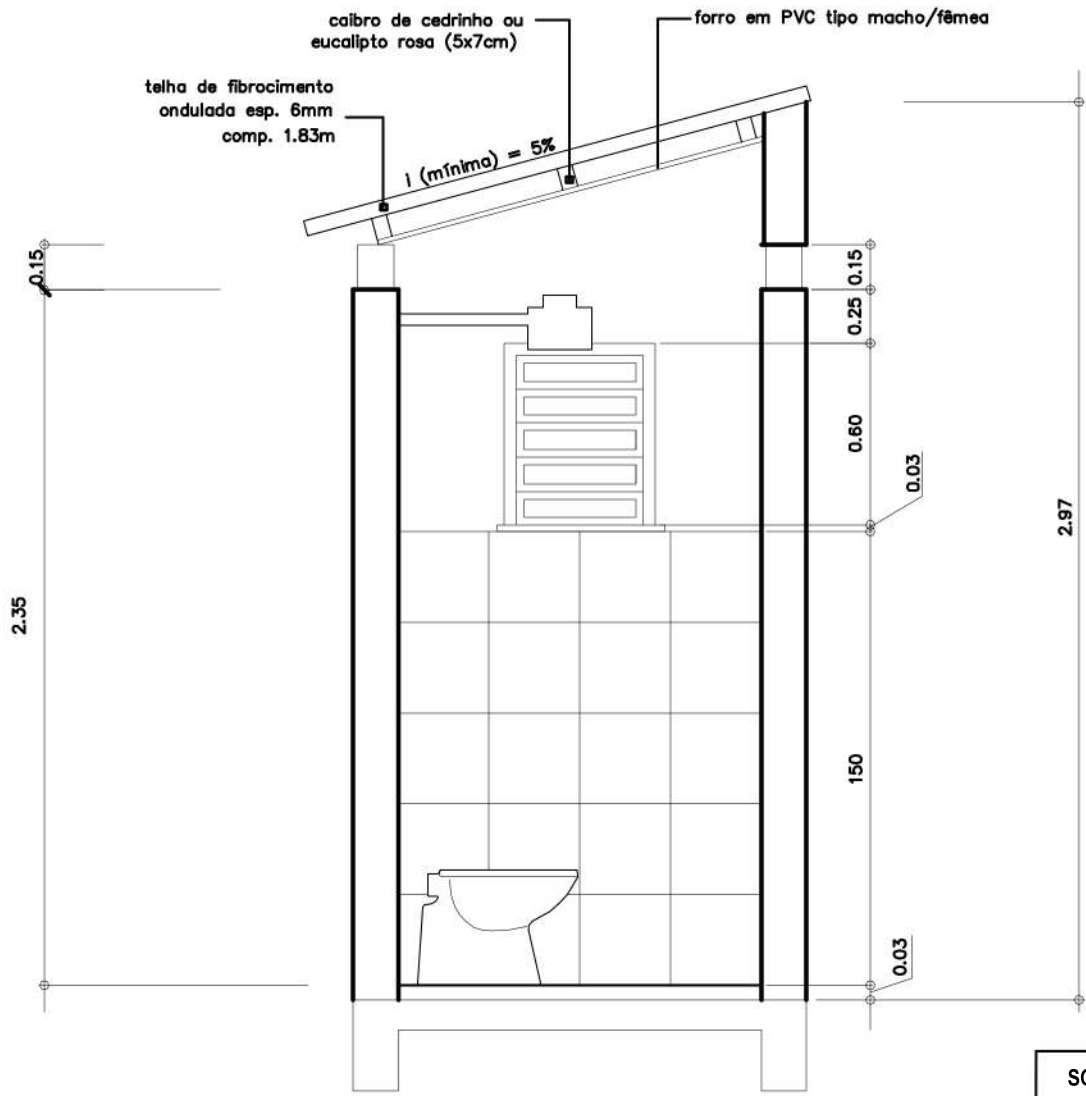 caibro de cedrinho ou
eucalipto rosa (5x7cm)
forro em PVC tipo macho/fêmea
telha de fibrocimento
ondulada esp. 6mm
comp. 1.83m
i (mínima) = 5%
0.15
0.15
0.25
0.60
0.03
2.97
2.35
150
0.03